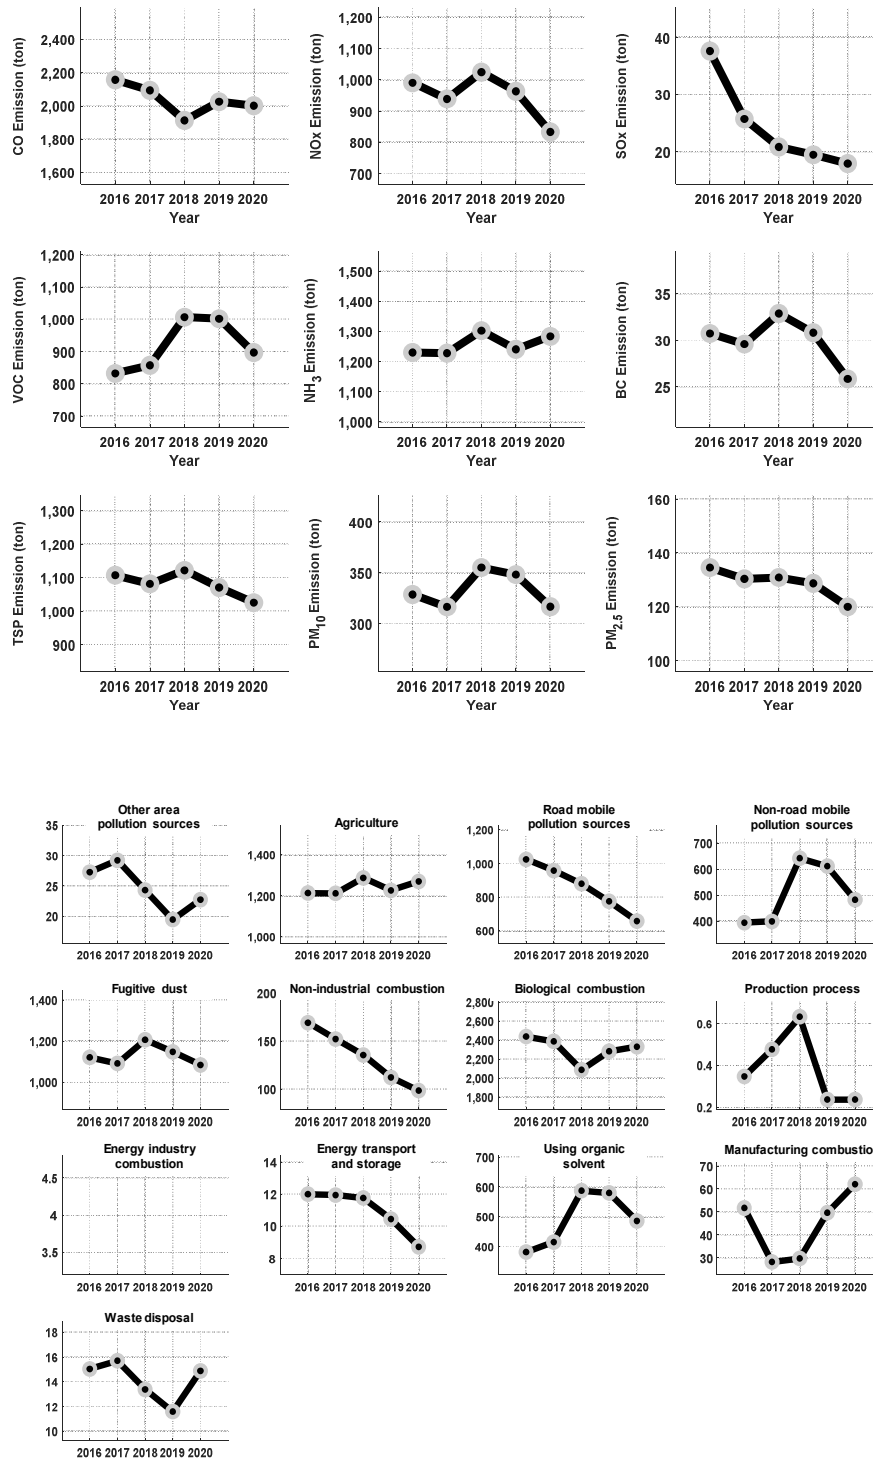 CO Emission (ton)
2,400
2,200
2,000
1,800
1,600
2016 2017 2018 2019 2020
Year
NOx Emission (ton)
1,200
1,100
1,000
900
800
700
2016 2017 2018 2019 2020
Year
SOx Emission (ton)
40
30
20
2016 2017 2018 2019 2020
Year
VOC Emission (ton)
1,200
1,100
1,000
900
800
700
2016 2017 2018 2019 2020
Year
NH3 Emission (ton)
1,500
1,400
1,300
1,200
1,000
2016 2017 2018 2019 2020
Year
BC Emission (ton)
35
30
25
2016 2017 2018 2019 2020
Year
TSP Emission (ton)
1,300
1,200
1,100
1,000
900
2016 2017 2018 2019 2020
Year
PM10 Emission (ton)
400
350
300
2016 2017 2018 2019 2020
Year
PM2.5 Emission (ton)
160
140
120
100
2016 2017 2018 2019 2020
Year
Other area
pollution sources
35
30
25
20
2016 2017 2018 2019 2020
Agriculture
1,400
1,200
1,000
2016 2017 2018 2019 2020
Road mobile
pollution sources
1,200
1,000
800
600
2016 2017 2018 2019 2020
Non-road mobile
pollution sources
700
600
500
400
2016 2017 2018 2019 2020
Fugitive dust
1,400
1,200
1,000
2016 2017 2018 2019 2020
Non-industrial combustion
200
150
100
2016 2017 2018 2019 2020
Biological combustion
2,800
2,600
2,400
2,200
2,000
1,800
2016 2017 2018 2019 2020
Production process
0.6
0.4
0.2
2016 2017 2018 2019 2020
Energy industry
combustion
4.5
4
3.5
2016 2017 2018 2019 2020
Energy transport
and storage
14
12
10
8
2016 2017 2018 2019 2020
Using organic
solvent
700
600
500
400
2016 2017 2018 2019 2020
Manufacturing combustio
70
60
50
40
30
2016 2017 2018 2019 2020
Waste disposal
18
16
14
12
10
2016 2017 2018 2019 2020